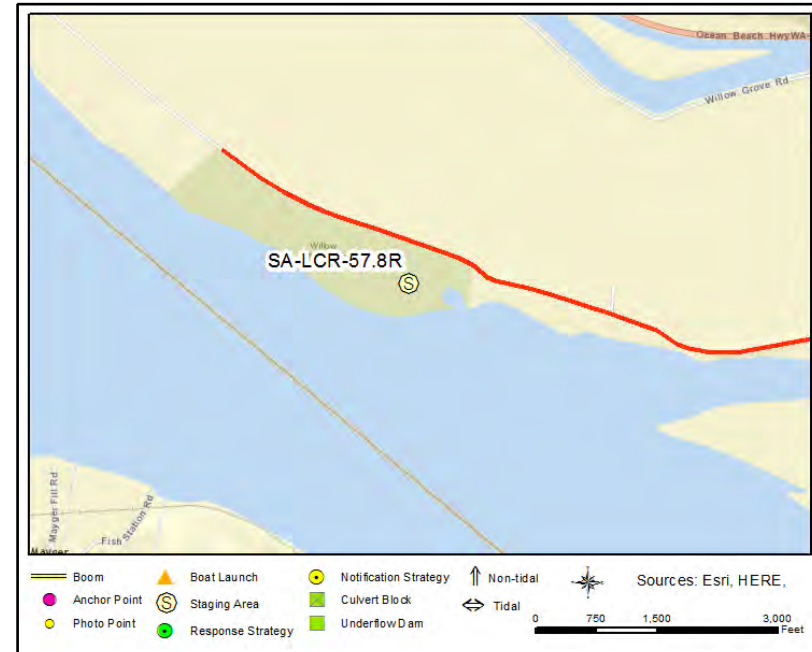 Ocean Beach Hwy WA-
Willow Grove Rd
Willow
SA-LCR-57.8R
S
Mayger Fill Rd
Fish Station Rd
Mayger
Boom
Boat Launch
Notification Strategy
Non-tidal
Sources: Esri, HERE,
Anchor Point
S
Staging Area
Culvert Block
Tidal
Photo Point
Response Strategy
Underflow Dam
0 750 1,500 3,000
Feet